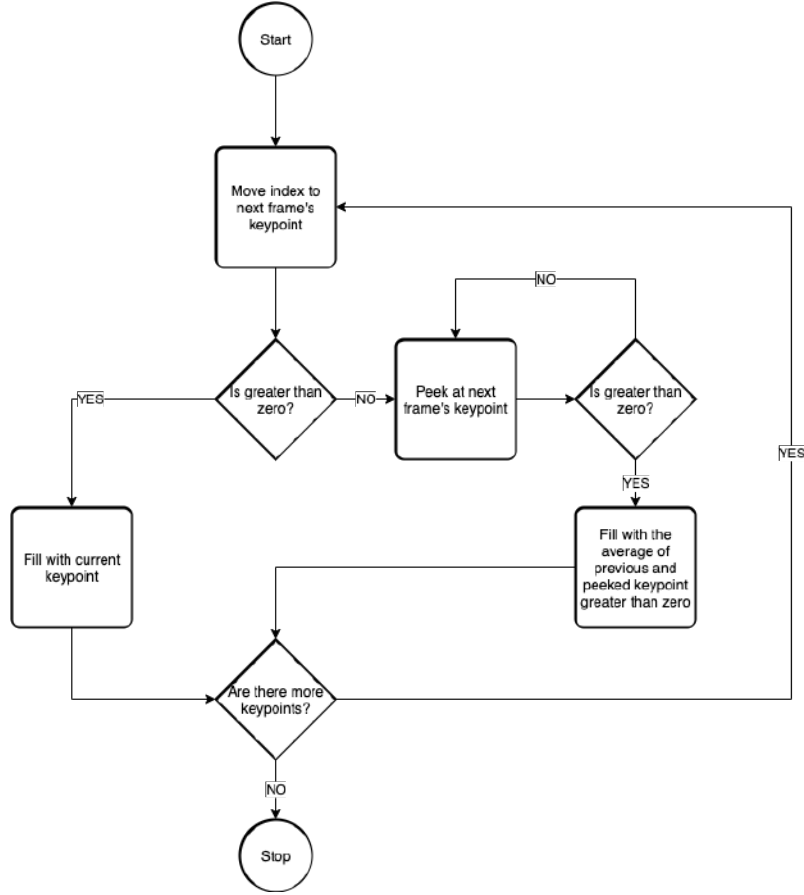 Start
Move index to
next frame's
keypoint
NO
Is greater than
zero?
NO
Peek at next
frame's keypoint
Is greater than
zero?
YES
YES
YES
Fill with current
keypoint
Fill with the
average of
previous and
peeked keypoint
greater than zero
Are there more
keypoints?
NO
Stop